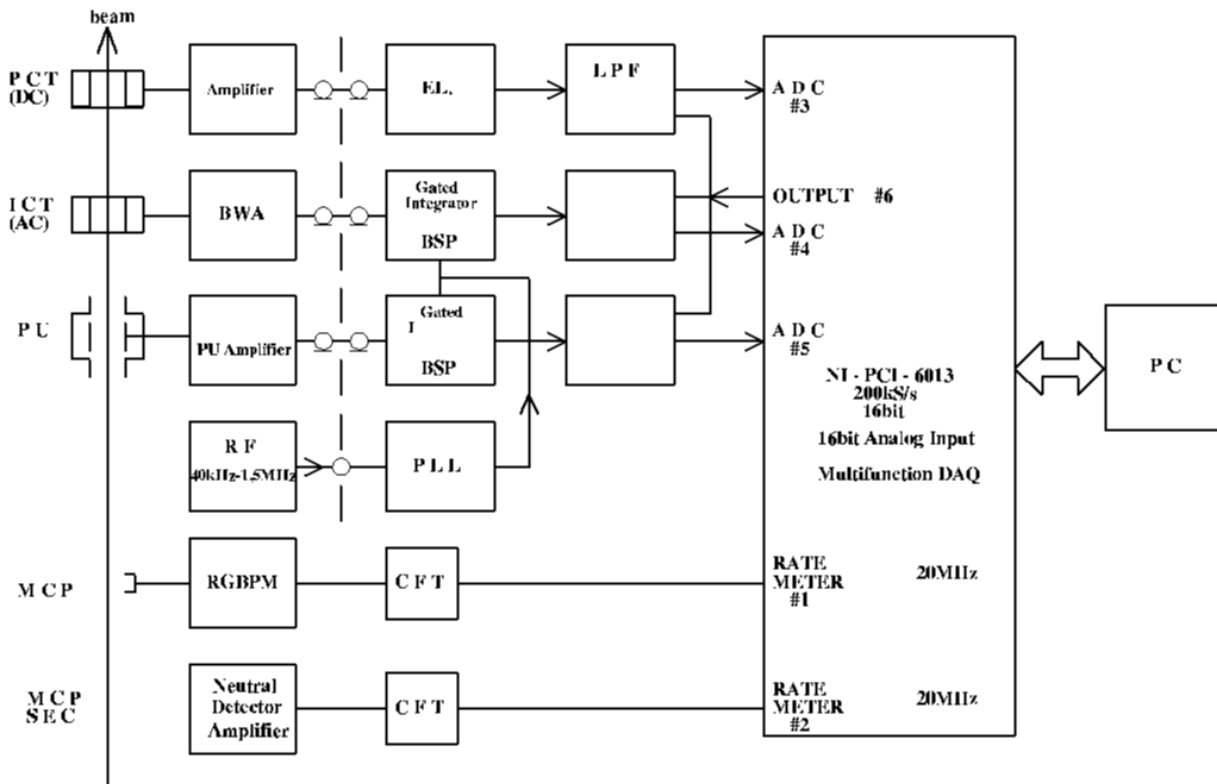 beam
P C T
(DC)
Amplifier
EL.
L P F
A D C
#3
I C T
(AC)
BWA
Gated
Integrator
BSP
OUTPUT #6
A D C
#4
P U
PU Amplifier
Gated
I
BSP
A D C
#5
NI - PCI - 6013
200kS/s
16bit
16bit Analog Input
Multifunction DAQ
P C
R F
40kHz-1,5MHz
P L L
M C P
RGBPM
C F T
RATE
METER
#1
20MHz
M C P
S E C
Neutral
Detector
Amplifier
C F T
RATE
METER
#2
20MHz